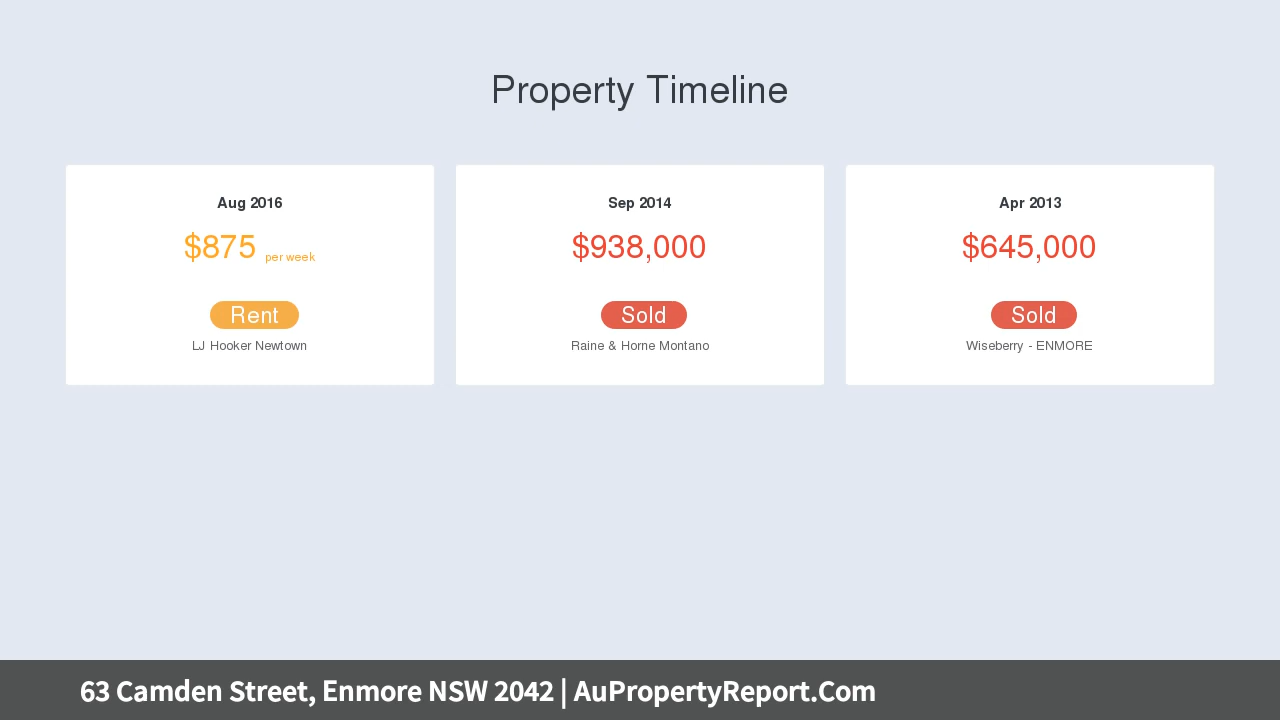 Property Timeline
Aug 2016
$875 per week
Rent
LJ Hooker Newtown
Sep 2014
$938,000
Sold
Raine & Horne Montano
Apr 2013
$645,000
Sold
Wiseberry - ENMORE
63 Camden Street, Enmore NSW 2042 | AuPropertyReport.Com